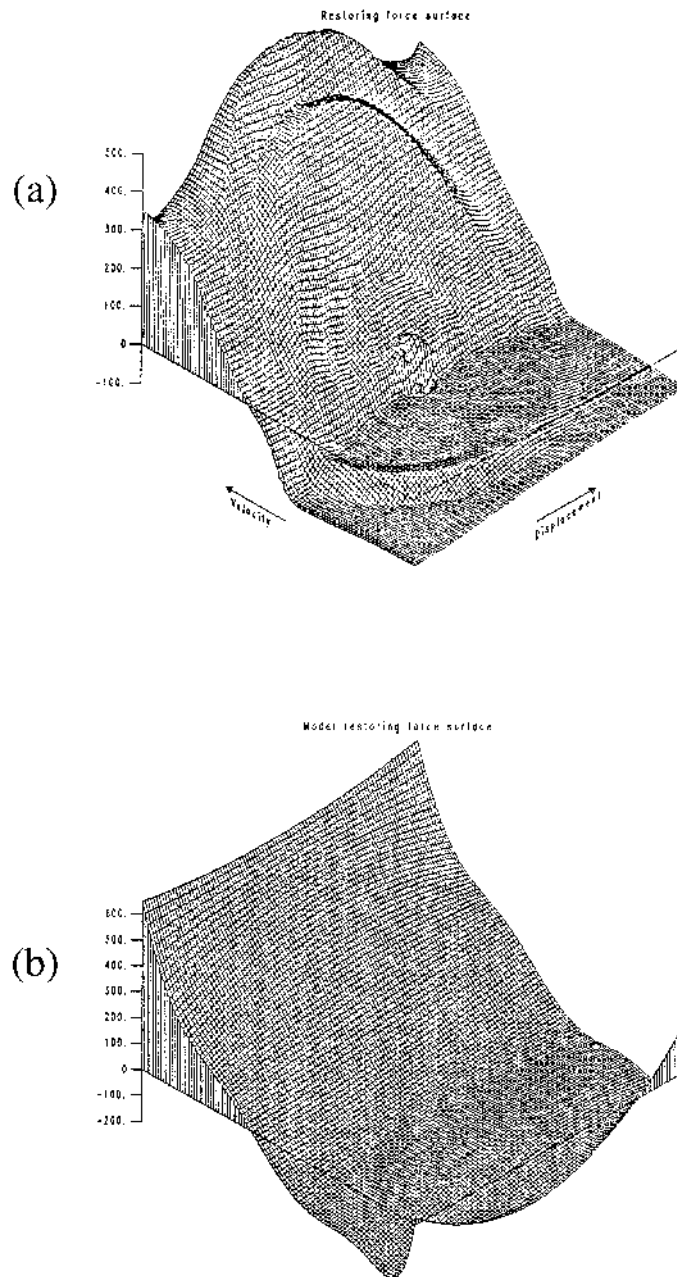 Restoring force surface
(a)
500.
400.
300.
200.
100.
0
-100.
Velocity
Displacement
Model restoring force surface
(b)
600.
500.
400.
300.
200.
100.
0
-100.
-200.